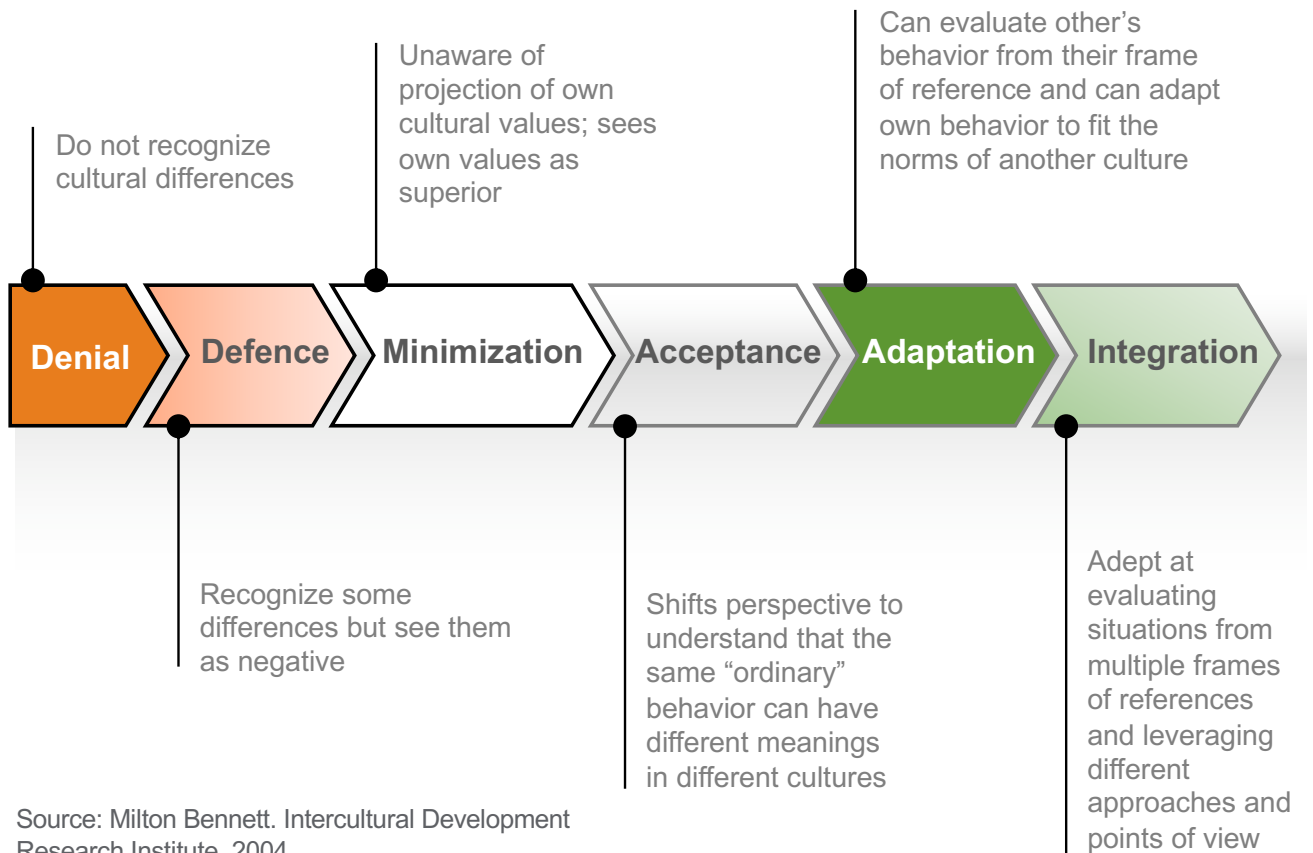 Can evaluate other’s
behavior from their frame
of reference and can adapt
own behavior to fit the
norms of another culture
Unaware of
projection of own
cultural values; sees
own values as
superior
Do not recognize
cultural differences
Denial
Defence
Minimization
Acceptance
Adaptation
Integration
Recognize some
differences but see them
as negative
Shifts perspective to
understand that the
same “ordinary”
behavior can have
different meanings
in different cultures
Adept at
evaluating
situations from
multiple frames
of references
and leveraging
different
approaches and
points of view
Source: Milton Bennett. Intercultural Development
Research Institute, 2004